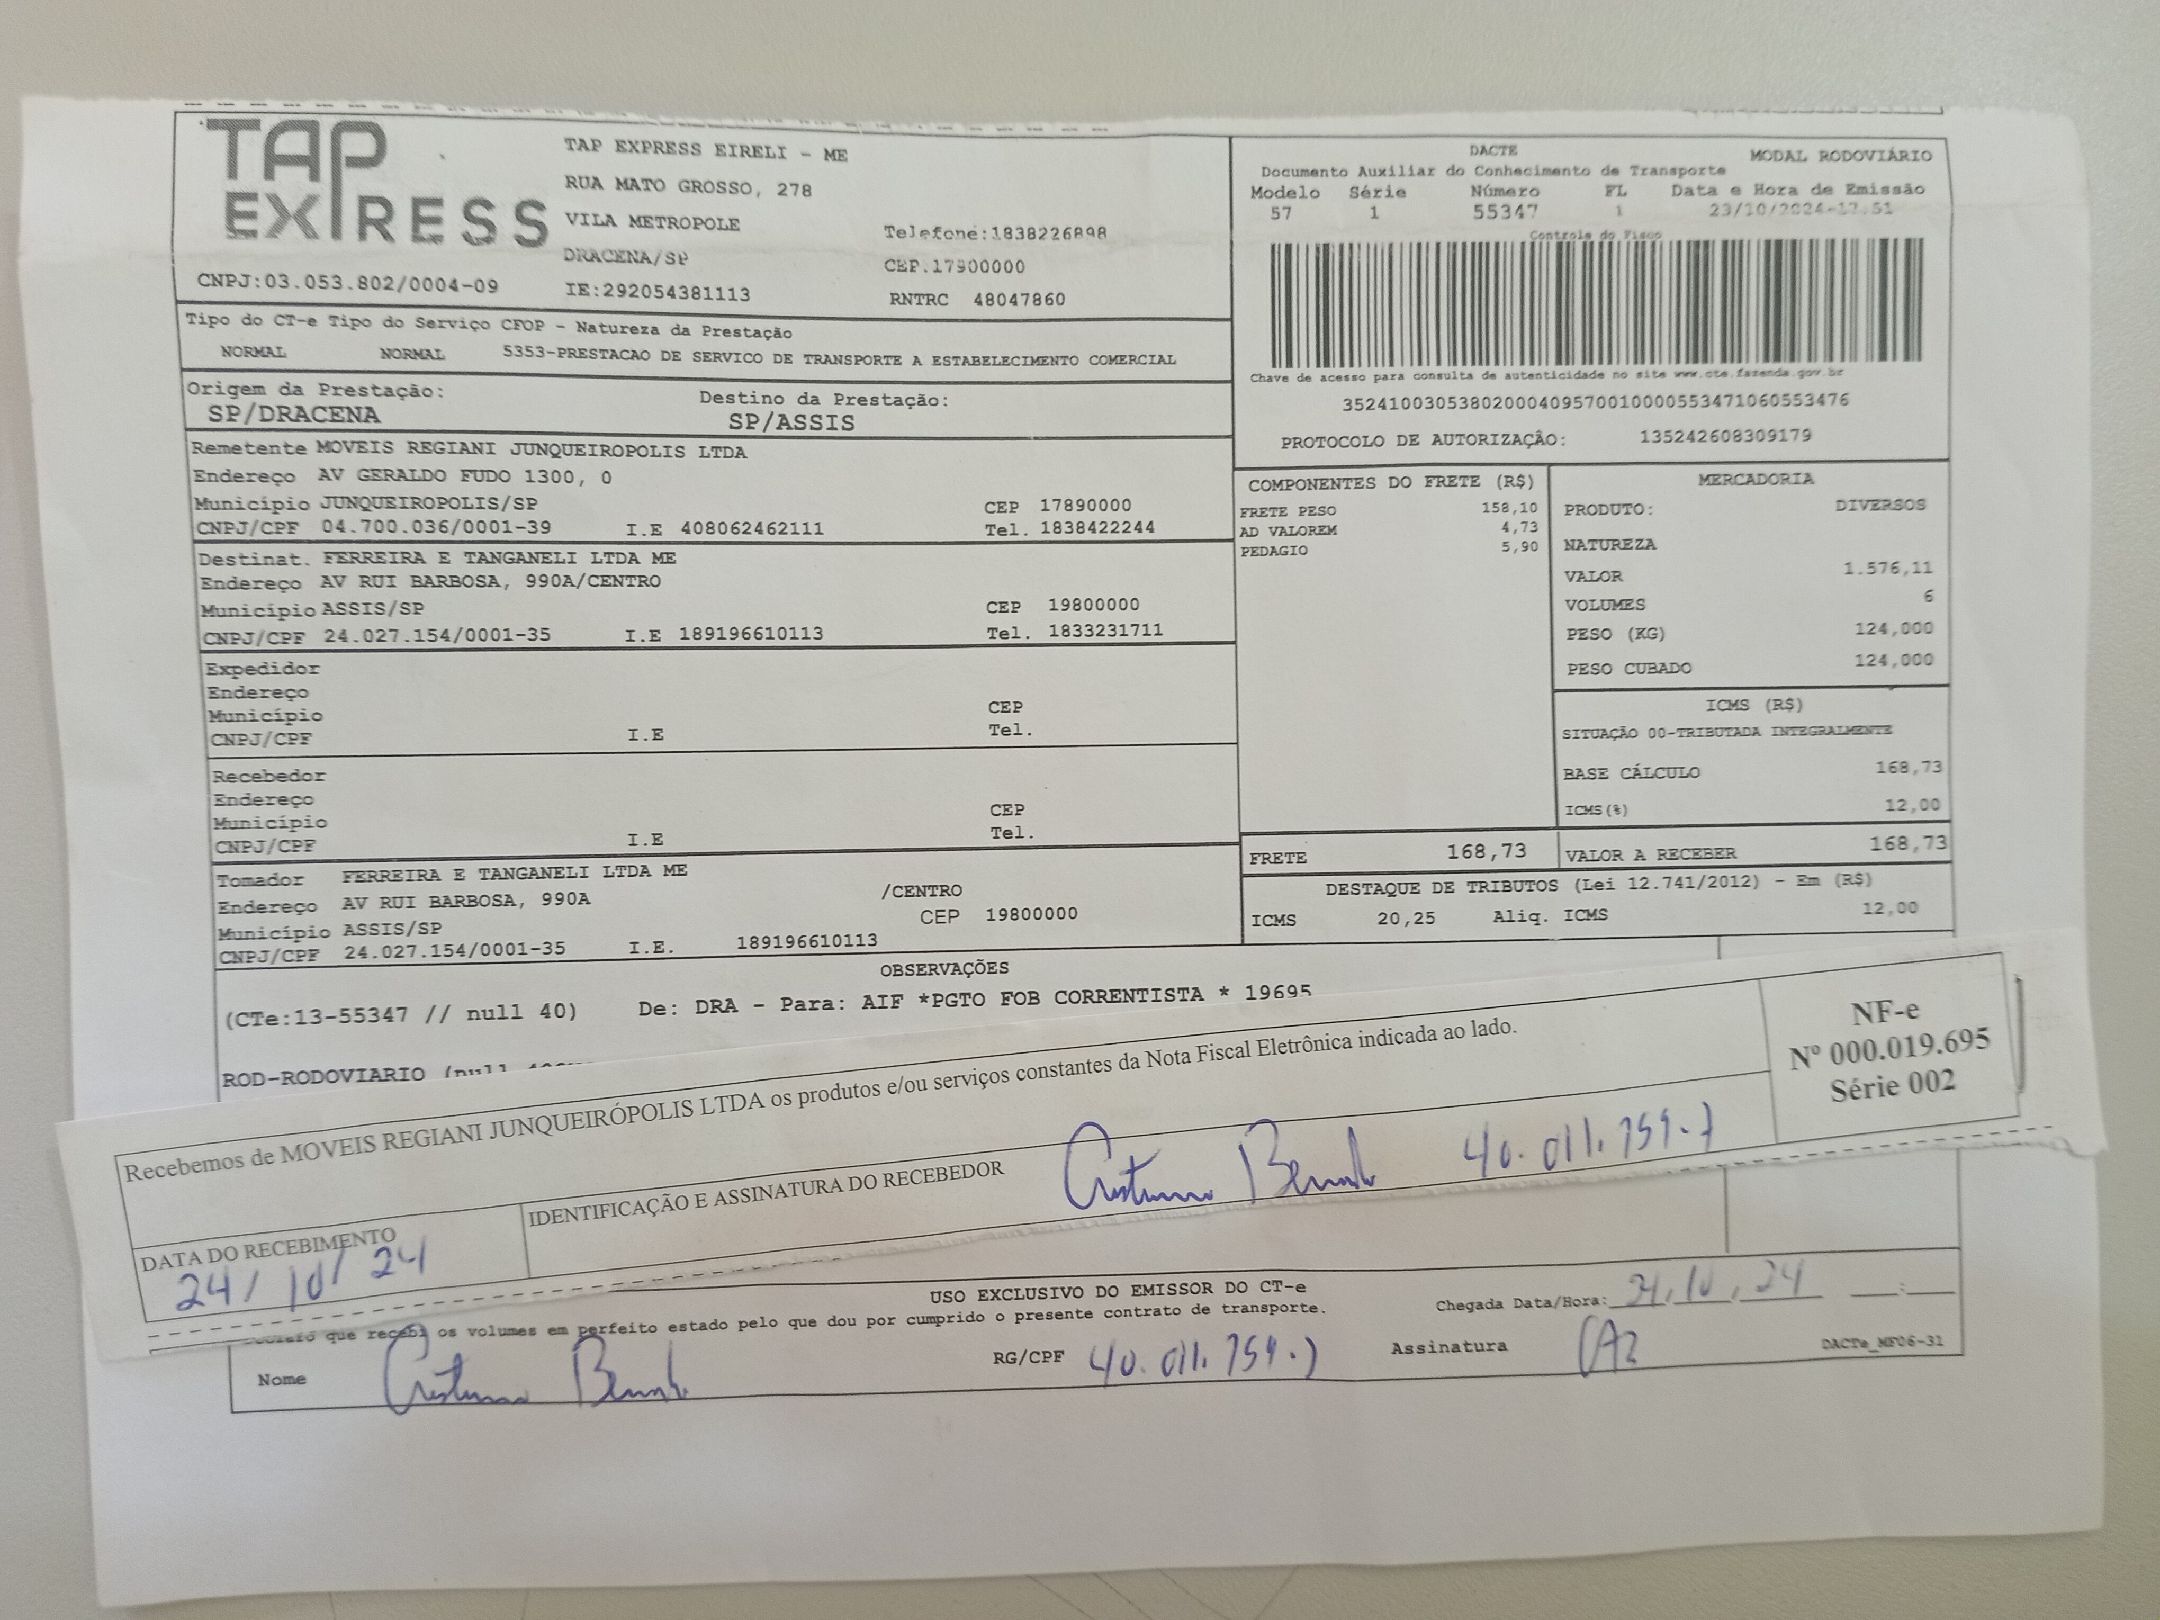 TAP
EXPRESS
CNPJ:03.053.802/0004-09
TAP EXPRESS EIRELI - ME
RUA MATO GROSSO, 278
VILA METROPOLE
Telefone:1838226898
DRACENA/SP
CEP.17900000
IE:292054381113
RNTRC 48047860
DACTE
MODAL RODOVIÁRIO
Documento Auxiliar do Conhecimento de Transporte
Modelo Série Número FL Data e Hora de Emissão
57 1 55347 1 23/10/2024-17:51
Controle do Fisco
Chave de acesso para consulta de autenticidade no site www.cte.fazenda.gov.br
35241003053802000409570010000553471060553476
PROTOCOLO DE AUTORIZAÇÃO: 135242608309179
Tipo do CT-e Tipo do Serviço CFOP - Natureza da Prestação
NORMAL NORMAL 5353-PRESTACAO DE SERVICO DE TRANSPORTE A ESTABELECIMENTO COMERCIAL
Origem da Prestação: Destino da Prestação:
SP/DRACENA SP/ASSIS
Remetente MOVEIS REGIANI JUNQUEIROPOLIS LTDA
Endereço AV GERALDO FUDO 1300, 0
Município JUNQUEIROPOLIS/SP CEP 17890000
CNPJ/CPF 04.700.036/0001-39 I.E 408062462111 Tel. 1838422244
Destinat. FERREIRA E TANGANELI LTDA ME
Endereço AV RUI BARBOSA, 990A/CENTRO
Município ASSIS/SP CEP 19800000
CNPJ/CPF 24.027.154/0001-35 I.E 189196610113 Tel. 1833231711
Expedidor
Endereço
Município CEP
CNPJ/CPF I.E Tel.
Recebedor
Endereço
Município CEP
CNPJ/CPF I.E Tel.
Tomador FERREIRA E TANGANELI LTDA ME
Endereço AV RUI BARBOSA, 990A /CENTRO
Município ASSIS/SP CEP 19800000
CNPJ/CPF 24.027.154/0001-35 I.E. 189196610113
COMPONENTES DO FRETE (R$)
FRETE PESO 158,10
AD VALOREM 4,73
PEDAGIO 5,90
MERCADORIA
PRODUTO: DIVERSOS
NATUREZA
VALOR 1.576,11
VOLUMES 6
PESO (KG) 124,000
PESO CUBADO 124,000
ICMS (R$)
SITUAÇÃO 00-TRIBUTADA INTEGRALMENTE
BASE CÁLCULO 168,73
ICMS(%) 12,00
FRETE 168,73 VALOR A RECEBER 168,73
DESTAQUE DE TRIBUTOS (Lei 12.741/2012) - Em (R$)
ICMS 20,25 Aliq. ICMS 12,00
OBSERVAÇÕES
(CTe:13-55347 // null 40) De: DRA - Para: AIF *PGTO FOB CORRENTISTA * 19695
ROD-RODOVIARIO (null
Recebemos de MOVEIS REGIANI JUNQUEIRÓPOLIS LTDA os produtos e/ou serviços constantes da Nota Fiscal Eletrônica indicada ao lado.
NF-e
Nº 000.019.695
Série 002
DATA DO RECEBIMENTO
24/10/24
IDENTIFICAÇÃO E ASSINATURA DO RECEBEDOR 40.011.759-7
USO EXCLUSIVO DO EMISSOR DO CT-e
que recebi os volumes em perfeito estado pelo que dou por cumprido o presente contrato de transporte.
Chegada Data/Hora: 24,10,24 :
Nome RG/CPF 40.011.759-7 Assinatura
DACTe_MF06-31